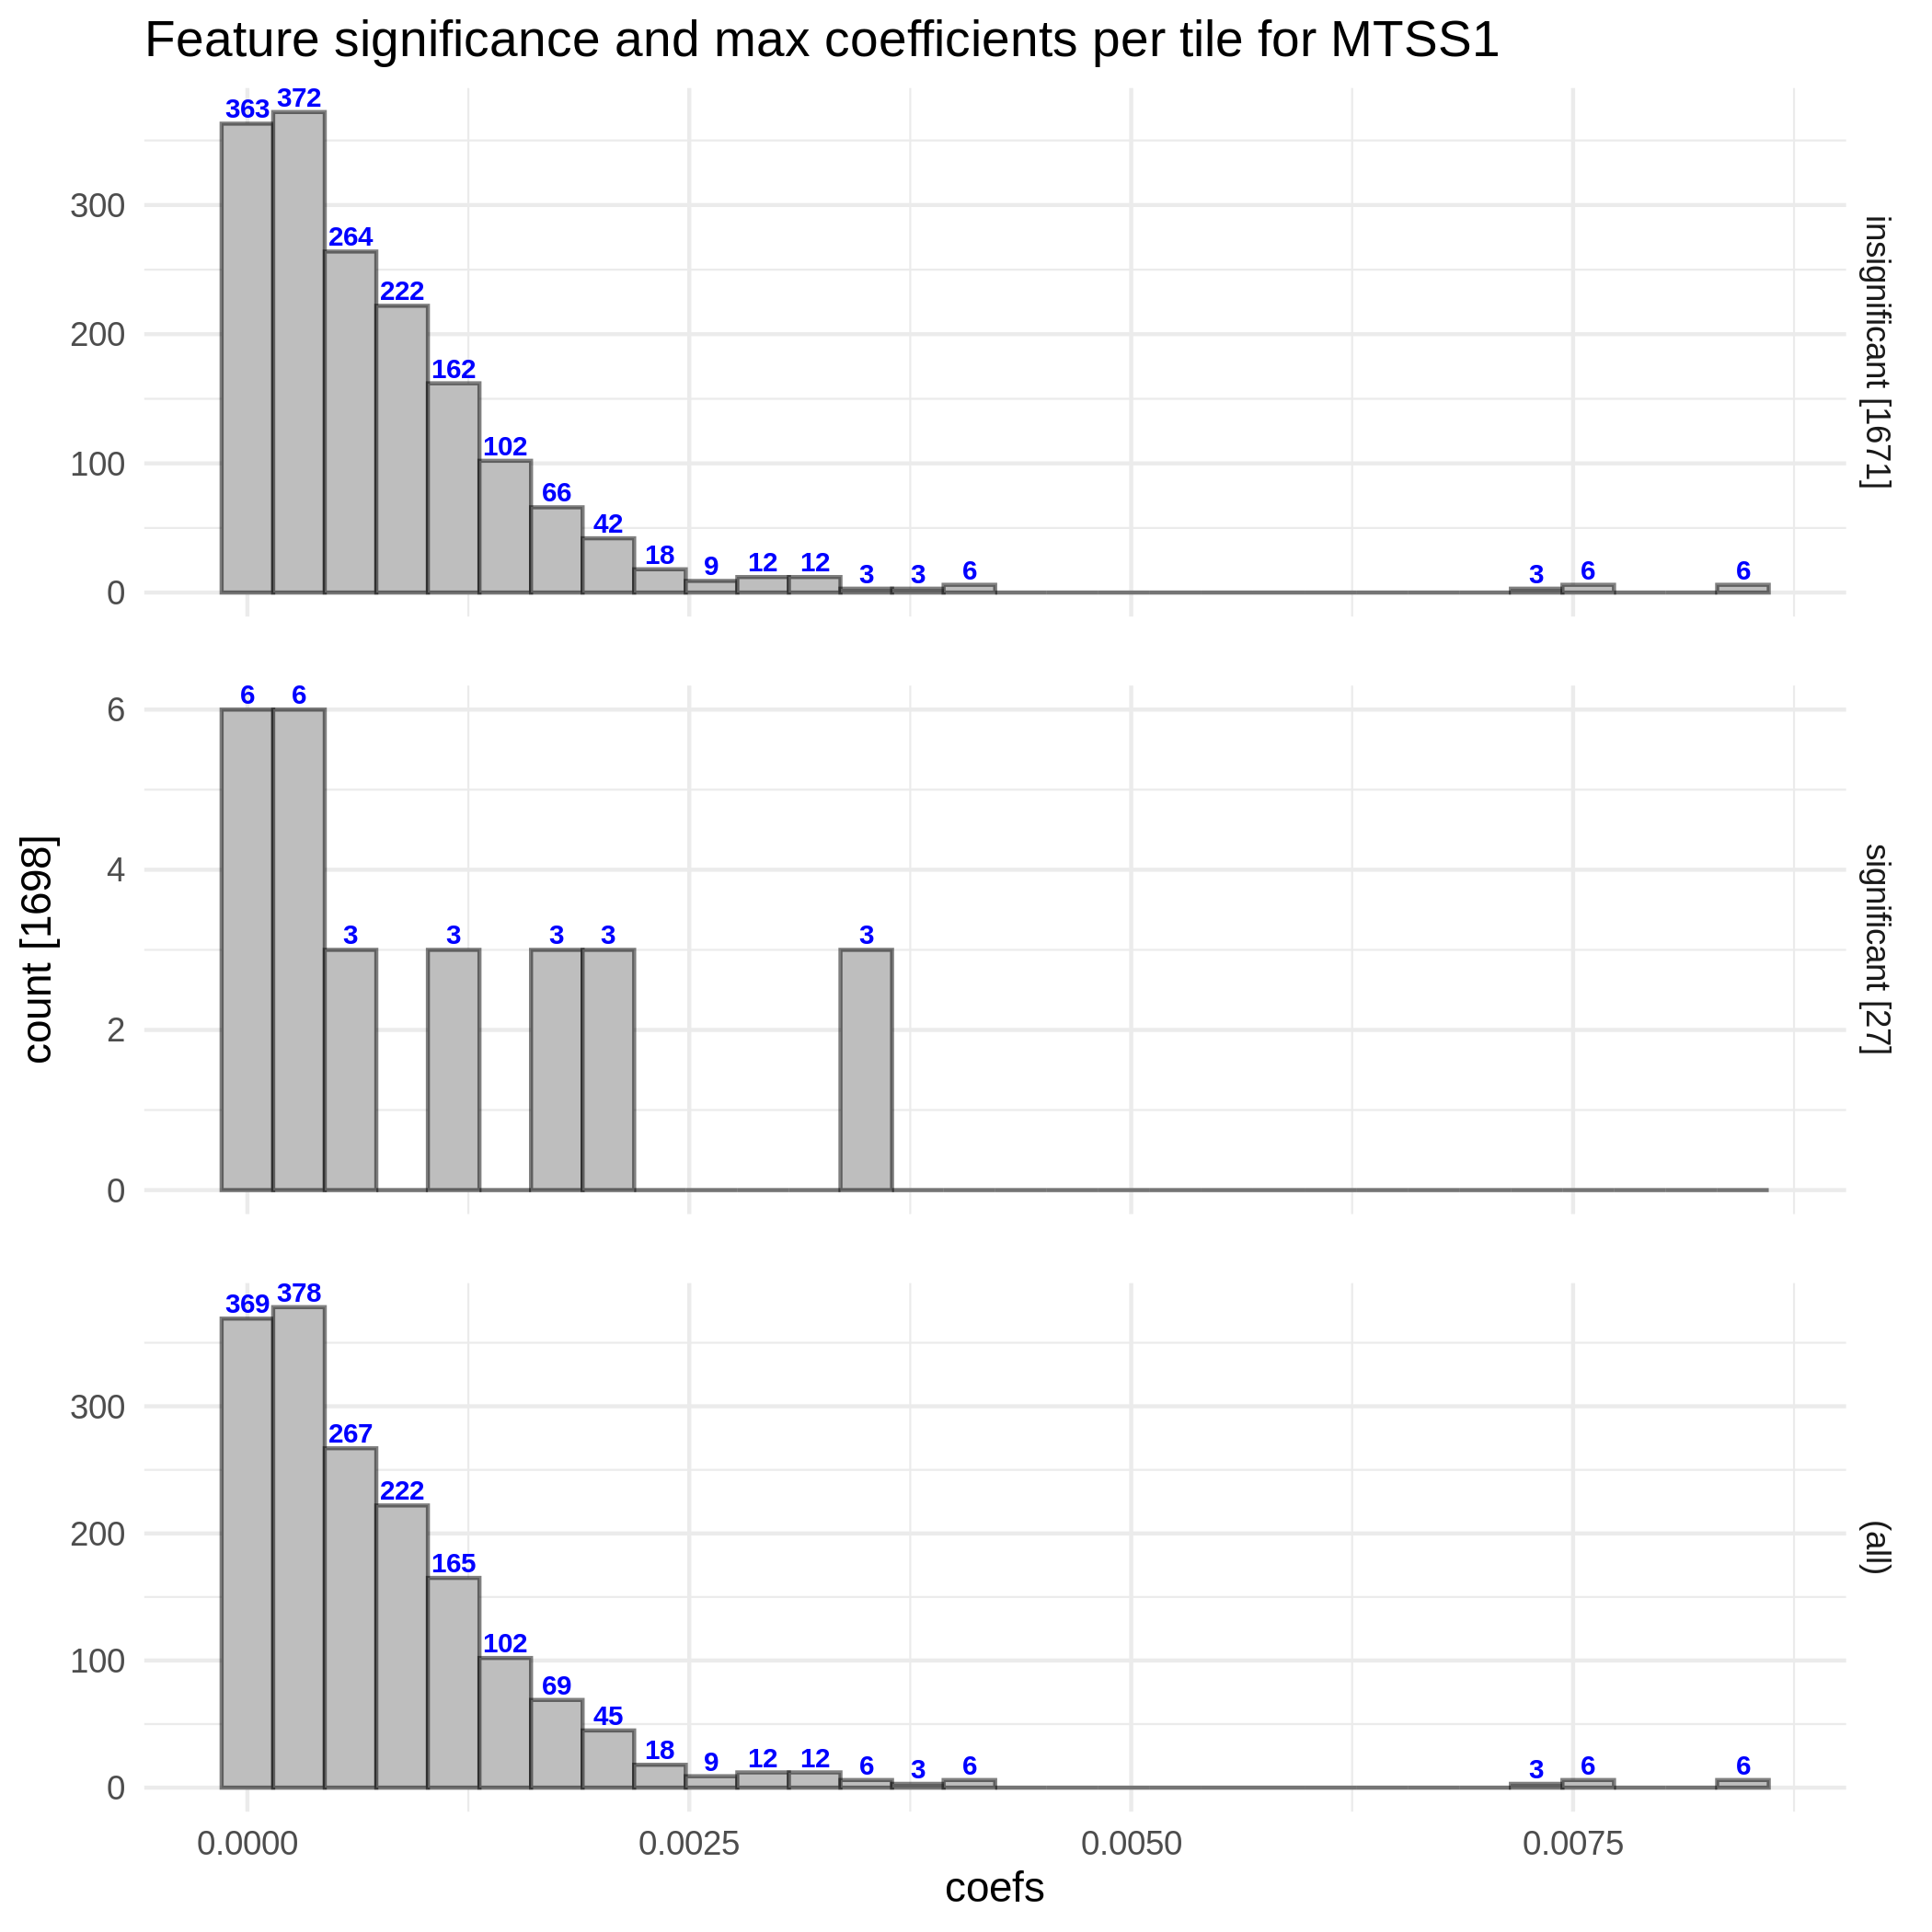 Feature significance and max coefficients per tile for MTSS1
363 372 264 222 162 102 66 42 18 9 12 12 3 3 6 3 6 6
300
200
100
0
insignificant [1671]
6 6 3 3 3 3 3
6
4
2
0
significant [27]
count [1698]
369 378 267 222 165 102 69 45 18 9 12 12 6 3 6 3 6 6
300
200
100
0
(all)
0.0000 0.0025 0.0050 0.0075
coefs